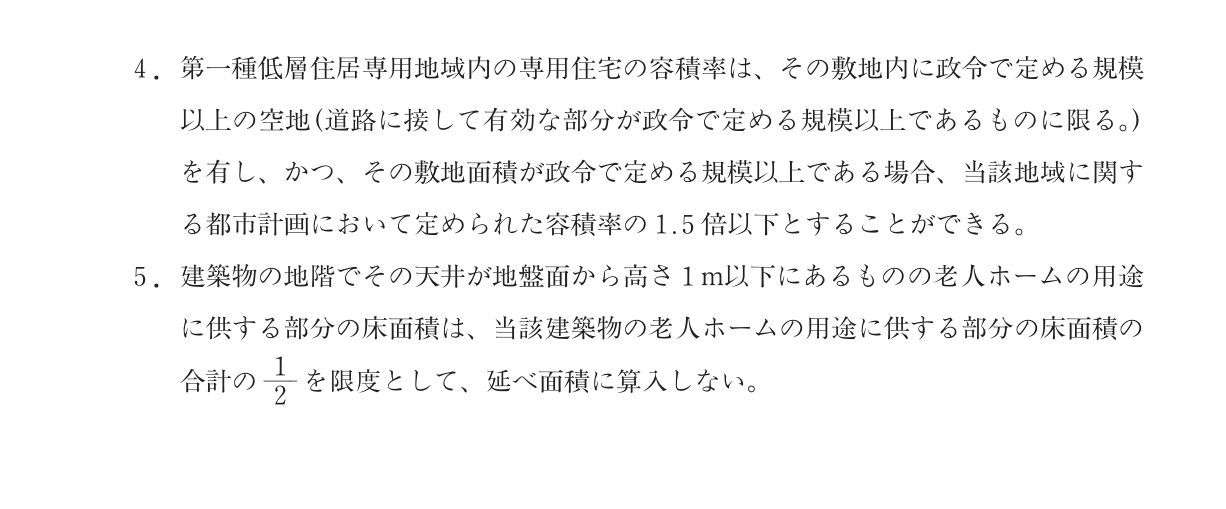 4．第一種低層住居専用地域内の専用住宅の容積率は、その敷地内に政令で定める規模
以上の空地(道路に接して有効な部分が政令で定める規模以上であるものに限る。)
を有し、かつ、その敷地面積が政令で定める規模以上である場合、当該地域に関す
る都市計画において定められた容積率の 1.5 倍以下とすることができる。
5．建築物の地階でその天井が地盤面から高さ 1 m以下にあるものの老人ホームの用途
に供する部分の床面積は、当該建築物の老人ホームの用途に供する部分の床面積の
合計の 1/2 を限度として、延べ面積に算入しない。